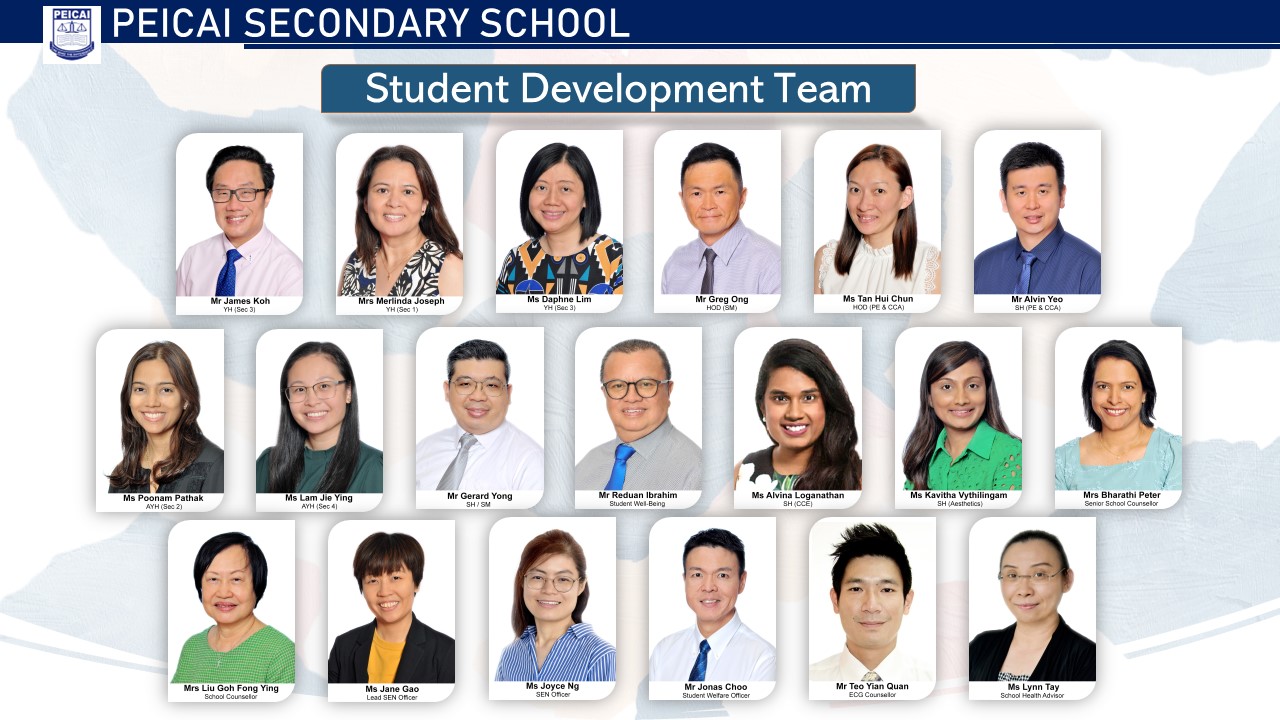 PEICAI
PEICAI SECONDARY SCHOOL
Student Development Team
Mr James Koh
YH (Sec 3)
Mrs Merlinda Joseph
YH (Sec 1)
Ms Daphne Lim
YH (Sec 3)
Mr Greg Ong
HOD (SM)
Ms Tan Hui Chun
HOD (PE & CCA)
Mr Alvin Yeo
SH (PE & CCA)
Ms Poonam Pathak
AYH (Sec 2)
Ms Lam Jie Ying
AYH (Sec 4)
Mr Gerard Yong
SH / SM
Mr Reduan Ibrahim
Student Well-Being
Ms Alvina Loganathan
SH (CCE)
Ms Kavitha Vythilingam
SH (Aesthetics)
Mrs Bharathi Peter
Senior School Counsellor
Mrs Liu Goh Fong Ying
School Counsellor
Ms Jane Gao
Lead SEN Officer
Ms Joyce Ng
SEN Officer
Mr Jonas Choo
Student Welfare Officer
Mr Teo Yian Quan
ECG Counsellor
Ms Lynn Tay
School Health Advisor